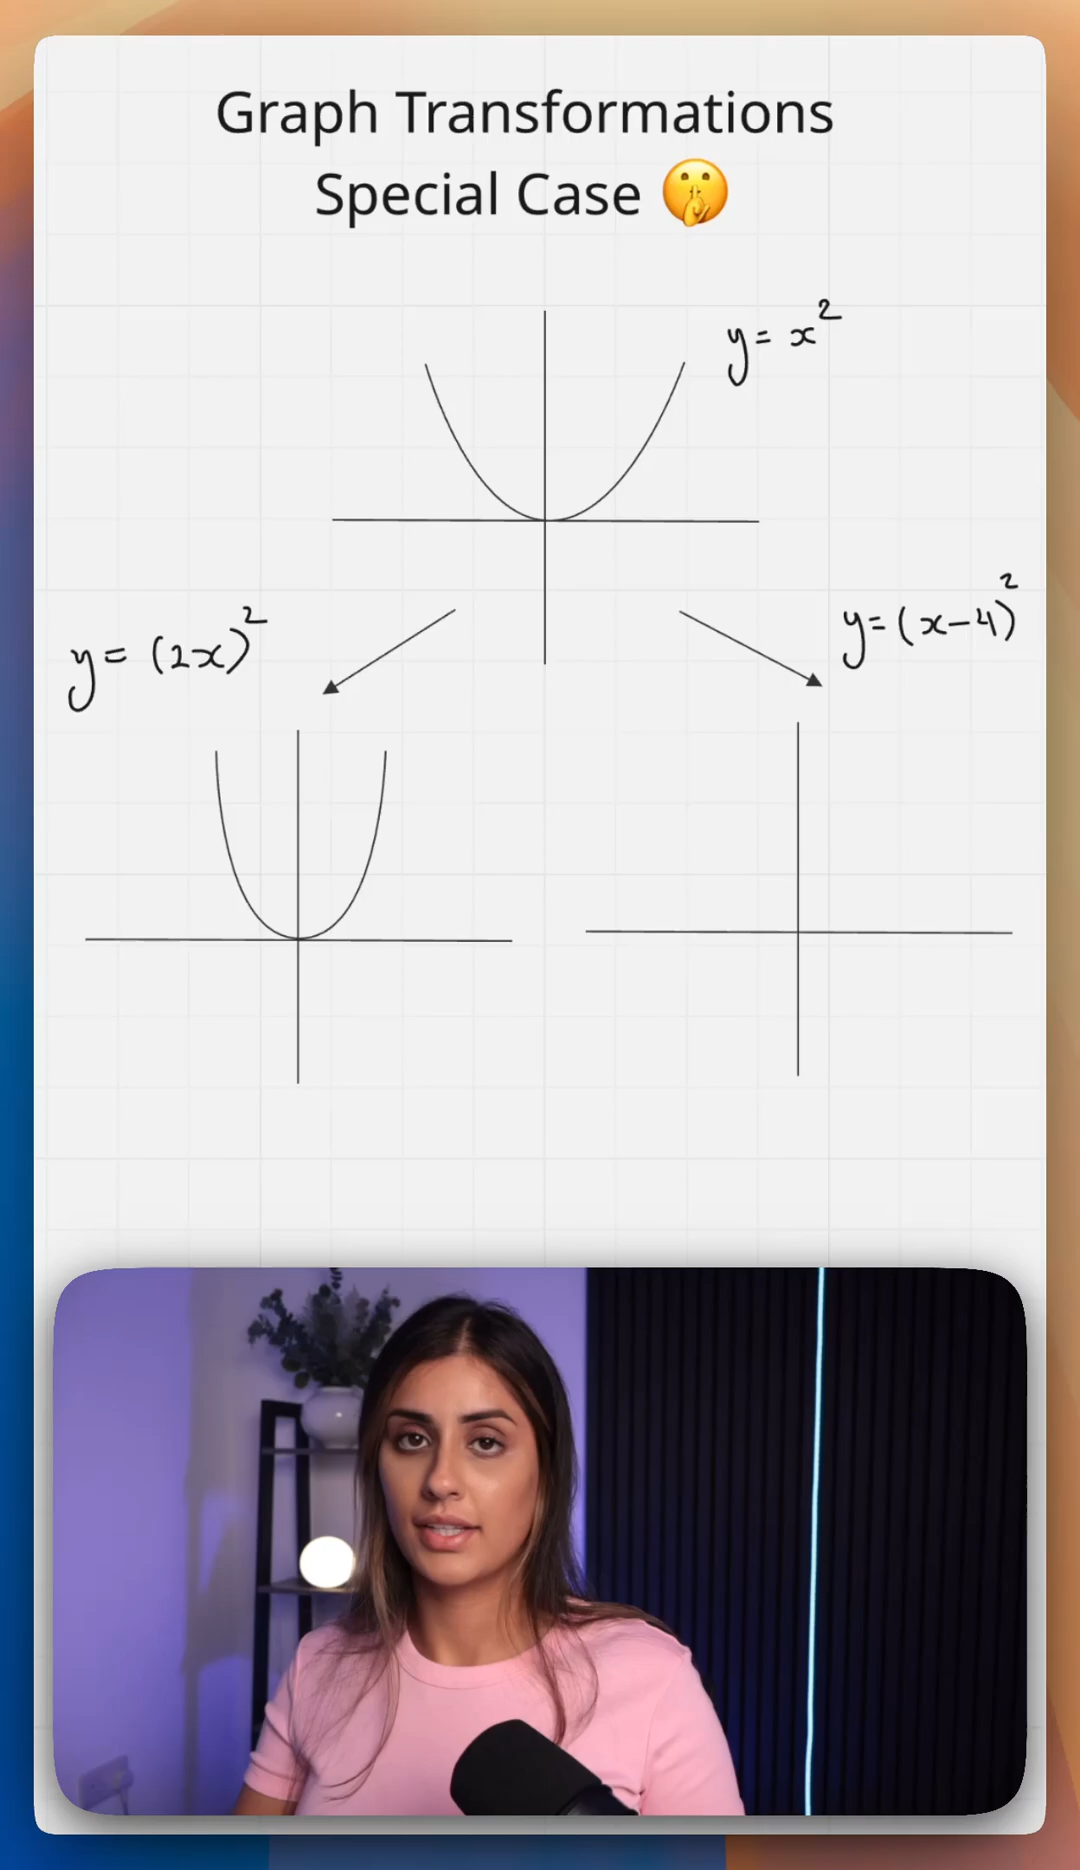 Graph Transformations
Special Case 🤫
y = x²
y = (2x)²
y = (x-4)²